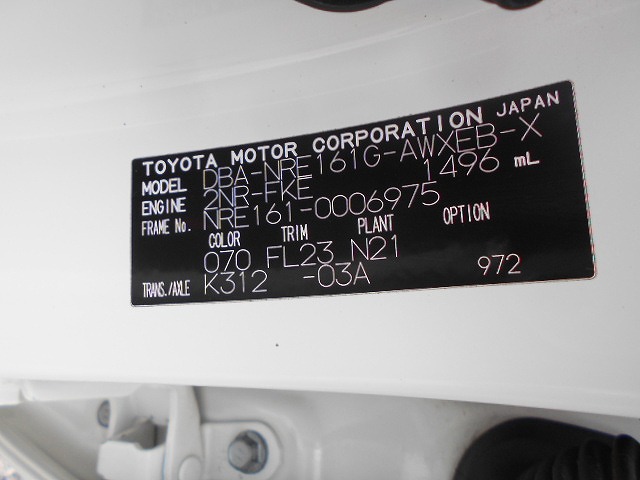 TOYOTA MOTOR CORPORATION JAPAN
MODEL DBA-NRE161G-AWXEB-X
ENGINE 2NR-FKE 1496 mL
FRAME No. NRE161-0006975
COLOR TRIM PLANT OPTION
070 FL23 N21
TRANS./AXLE K312 -03A 972